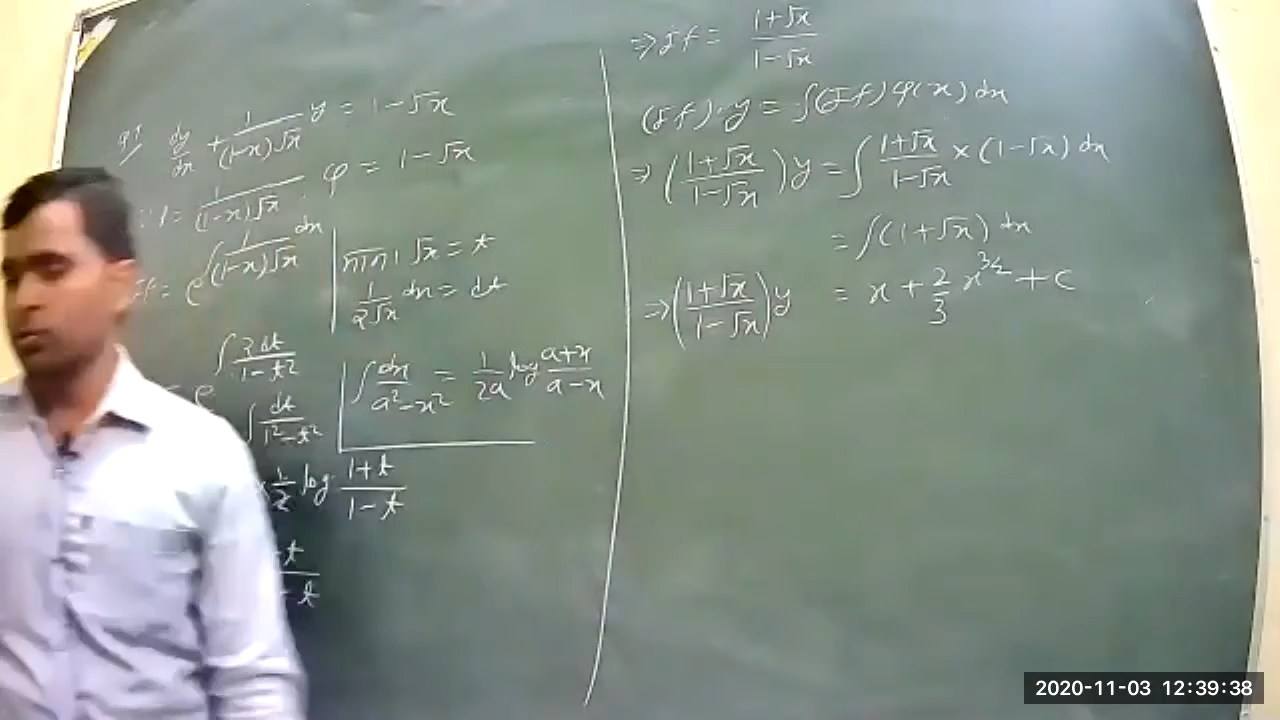 dy/dx + 1/((1-x)√x) y = 1-√x
P = 1/((1-x)√x), φ = 1-√x
If = e^∫ 1/((1-x)√x) dx
√x = t
1/(2√x) dx = dt
∫ 2dt/(1-t²)
∫ dt/(1²-t²)
∫ dx/(a²-x²) = 1/2a log (a+x)/(a-x)
1/2 log (1+t)/(1-t)
⇒ If = (1+√x)/(1-√x)
(If).y = ∫(If) φ(x) dx
⇒ ((1+√x)/(1-√x)) y = ∫ (1+√x)/(1-√x) × (1-√x) dx
= ∫(1+√x) dx
⇒ ((1+√x)/(1-√x)) y = x + 2/3 x^3/2 + C
2020-11-03 12:39:38